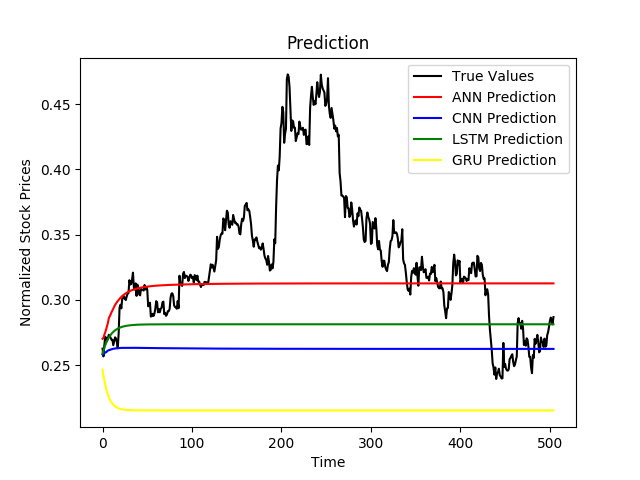 Prediction
True Values
ANN Prediction
CNN Prediction
LSTM Prediction
GRU Prediction
Normalized Stock Prices
0.45
0.40
0.35
0.30
0.25
0 100 200 300 400 500
Time